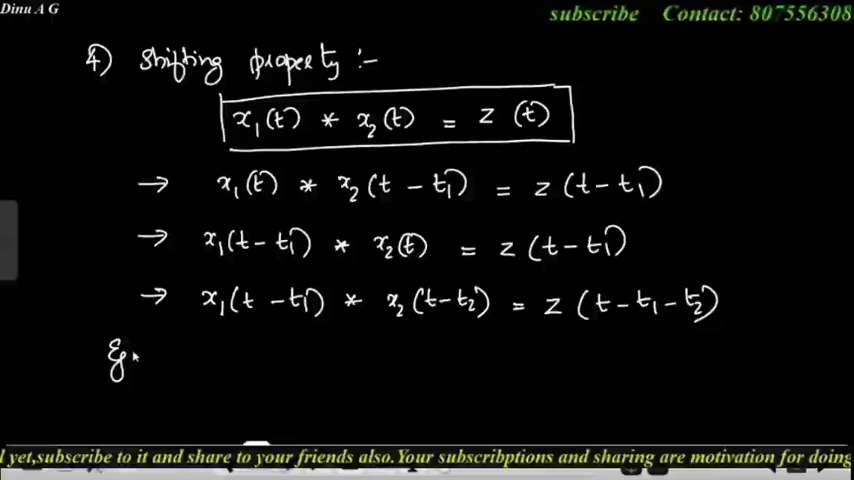 Dinu A G
subscribe Contact: 807556308
4) Shifting property :-
x₁(t) * x₂(t) = z (t)
→ x₁(t) * x₂(t - t₁) = z (t - t₁)
→ x₁(t - t₁) * x₂(t) = z (t - t₁)
→ x₁(t - t₁) * x₂(t - t₂) = z (t - t₁ - t₂)
Eg
l yet,subscribe to it and share to your friends also.Your subscribptions and sharing are motivation for doing